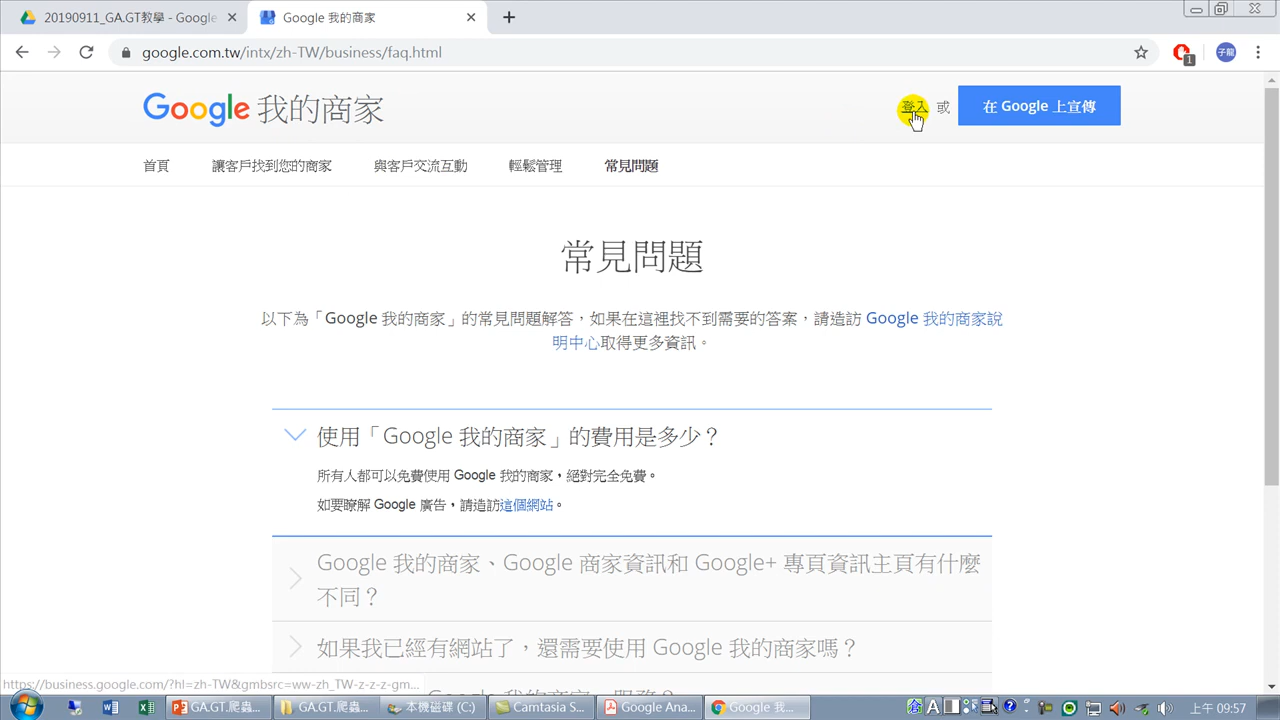 20190911_GA.GT教學 - Google
Google 我的商家
google.com.tw/intx/zh-TW/business/faq.html
1
子龍
Google 我的商家
登入 或
在 Google 上宣傳
首頁
讓客戶找到您的商家
與客戶交流互動
輕鬆管理
常見問題
常見問題
以下為「Google 我的商家」的常見問題解答，如果在這裡找不到需要的答案，請造訪 Google 我的商家說
明中心取得更多資訊。
使用「Google 我的商家」的費用是多少？
所有人都可以免費使用 Google 我的商家，絕對完全免費。
如要瞭解 Google 廣告，請造訪這個網站。
Google 我的商家、Google 商家資訊和 Google+ 專頁資訊主頁有什麼
不同？
如果我已經有網站了，還需要使用 Google 我的商家嗎？
https://business.google.com/?hl=zh-TW&gmbsrc=ww-zh_TW-z-z-z-gm...
GA.GT.爬蟲...
GA.GT.爬蟲...
本機磁碟 (C:)
Camtasia S...
Google Ana...
Google 我...
A
上午 09:57